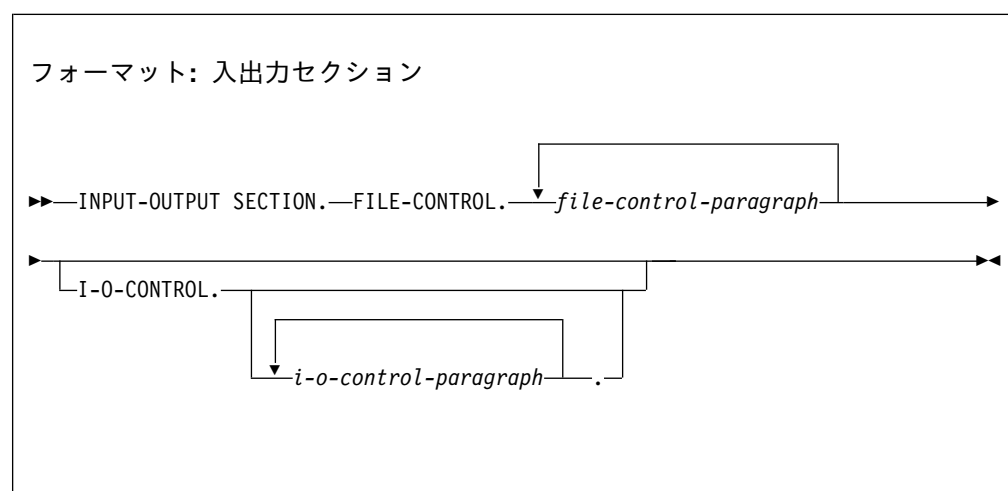 フォーマット: 入出力セクション
INPUT-OUTPUT SECTION. FILE-CONTROL. file-control-paragraph
I-O-CONTROL.
i-o-control-paragraph .